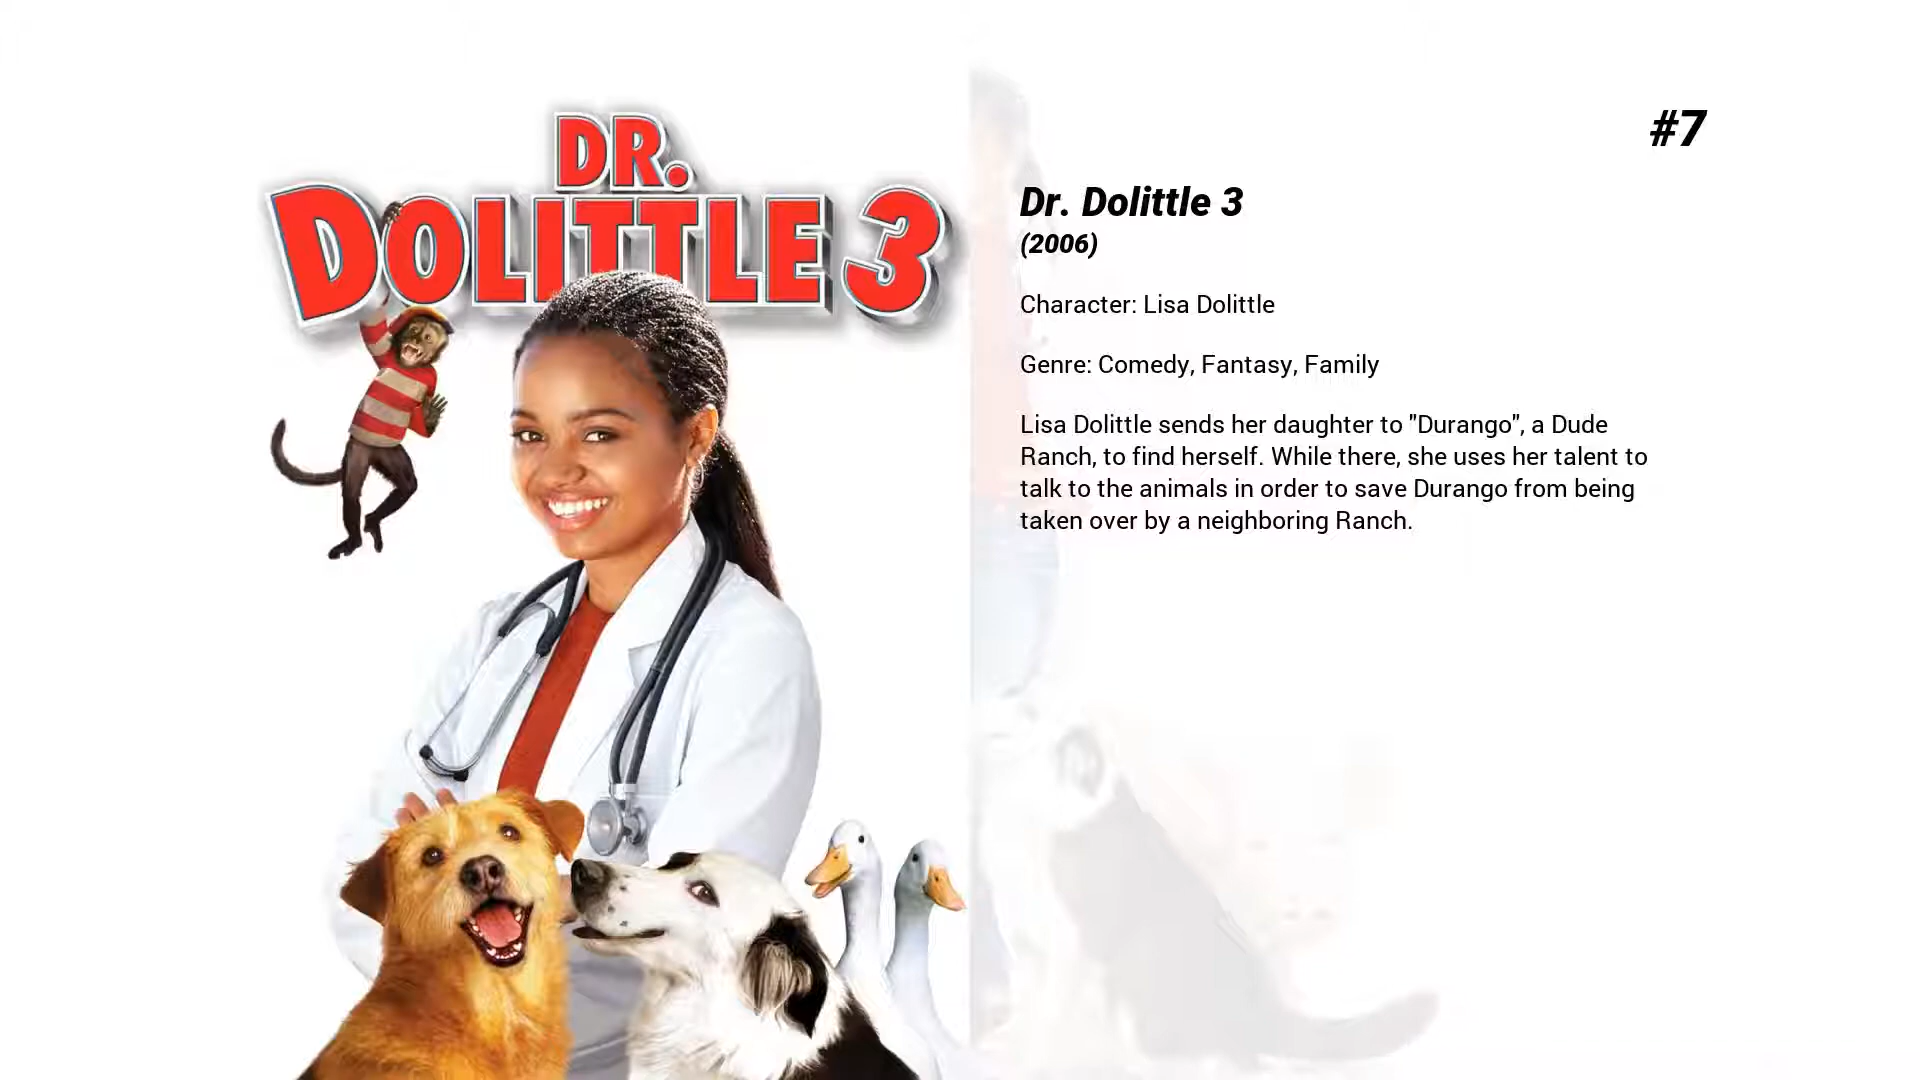 DR.
DOLITTLE 3
#7
Dr. Dolittle 3
(2006)
Character: Lisa Dolittle
Genre: Comedy, Fantasy, Family
Lisa Dolittle sends her daughter to "Durango", a Dude
Ranch, to find herself. While there, she uses her talent to
talk to the animals in order to save Durango from being
taken over by a neighboring Ranch.